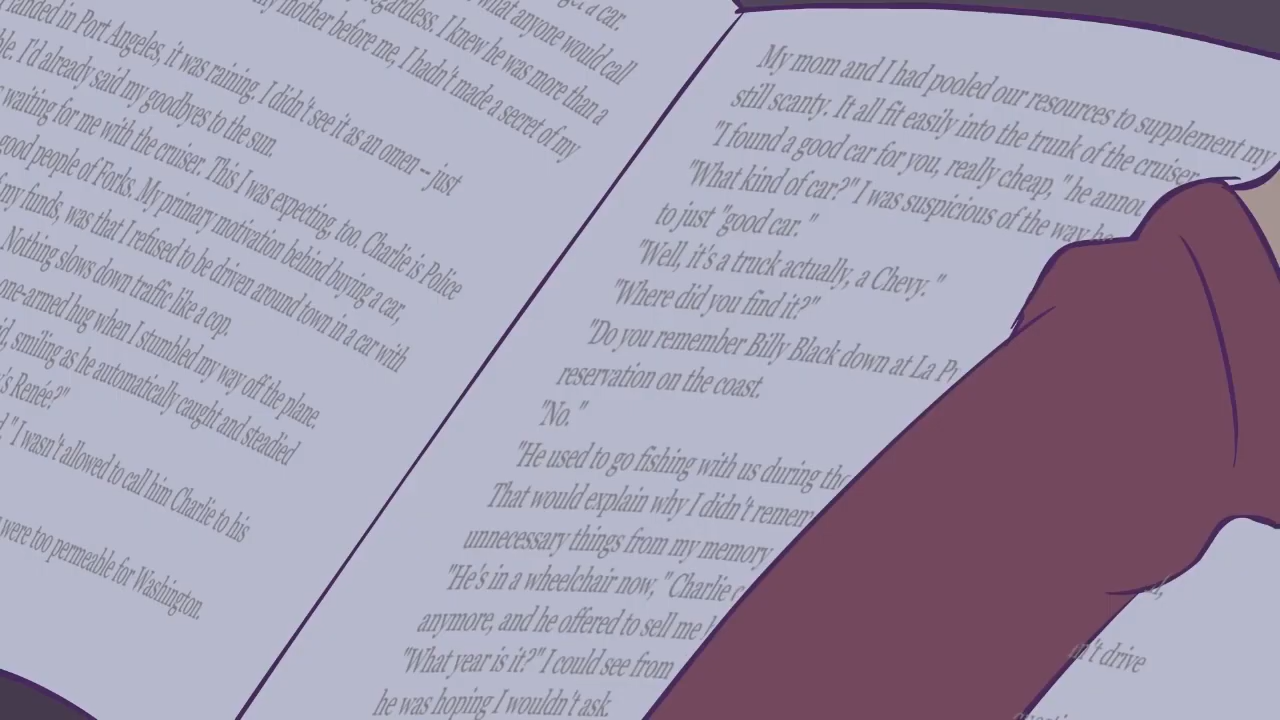 get a car.
what anyone would call
regardless. I knew he was more than a
my mother before me, I hadn't made a secret of my
landed in Port Angeles, it was raining. I didn't see it as an omen -- just
I'd already said my goodbyes to the sun.
waiting for me with the cruiser. This I was expecting, too. Charlie is Police
good people of Forks. My primary motivation behind buying a car,
my funds, was that I refused to be driven around town in a car with
Nothing slows down traffic like a cop.
one-armed hug when I stumbled my way off the plane.
smiling as he automatically caught and steadied
Renée?"
"I wasn't allowed to call him Charlie to his
were too permeable for Washington.
My mom and I had pooled our resources to supplement my
still scanty. It all fit easily into the trunk of the cruiser
"I found a good car for you, really cheap," he
"What kind of car?" I was suspicious of the way
to just "good car."
"Well, it's a truck actually, a Chevy."
"Where did you find it?"
"Do you remember Billy Black down at La
reservation on the coast.
"No."
"He used to go fishing with us during
That would explain why I didn't
unnecessary things from my memory
"He's in a wheelchair now," Charlie
anymore, and he offered to sell me
"What year is it?" I could see from
he was hoping I wouldn't ask.
drive